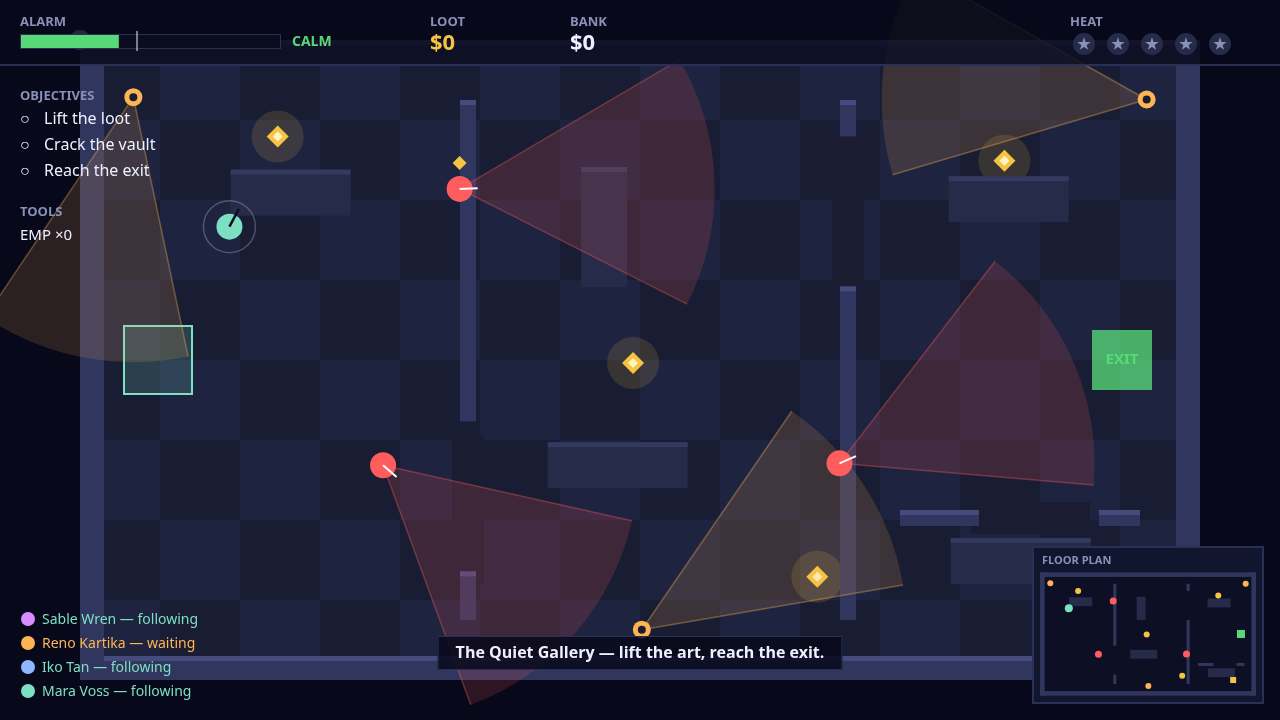 ALARM
CALM
LOOT
$0
BANK
$0
HEAT
OBJECTIVES
Lift the loot
Crack the vault
Reach the exit
TOOLS
EMP ×0
EXIT
FLOOR PLAN
Sable Wren — following
Reno Kartika — waiting
Iko Tan — following
Mara Voss — following
The Quiet Gallery — lift the art, reach the exit.